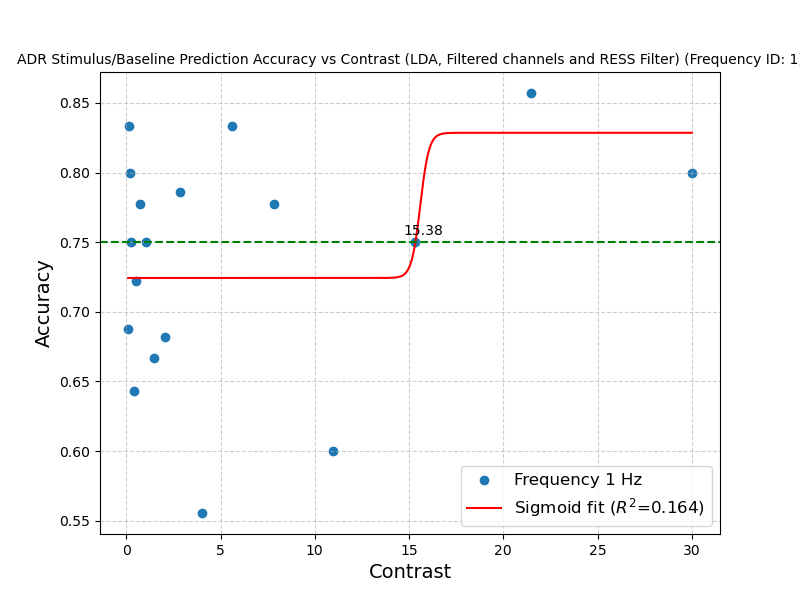 ADR Stimulus/Baseline Prediction Accuracy vs Contrast (LDA, Filtered channels and RESS Filter) (Frequency ID: 1)
0.85
0.80
0.75
0.70
0.65
0.60
0.55
Accuracy
15.38
Frequency 1 Hz
Sigmoid fit (R²=0.164)
0 5 10 15 20 25 30
Contrast